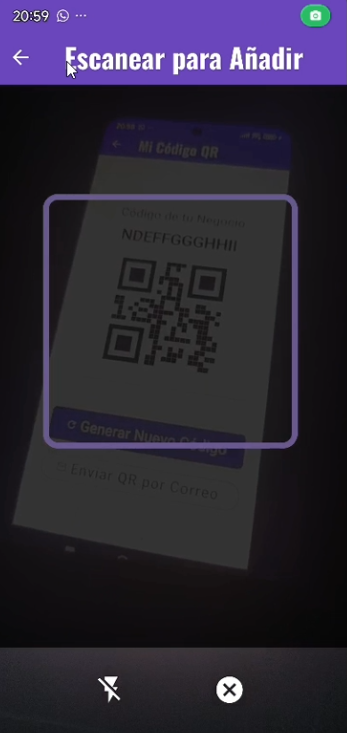 20:59
Escanear para Añadir
Mi Código QR
Código de tu Negocio
NDEFFGGGHHII
Generar Nuevo Código
Enviar QR por Correo